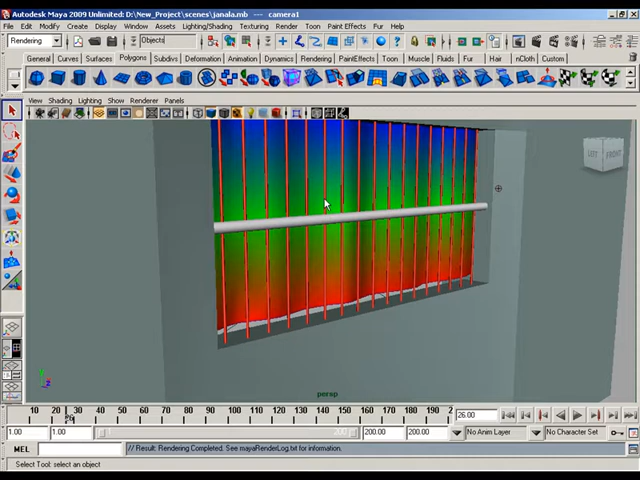 Autodesk Maya 2009 Unlimited: D:\New_Project\scenes\janala.mb --- camera1
File Edit Modify Create Display Window Assets Lighting/Shading Texturing Render Toon Paint Effects Fur Help
Rendering Objects
General Curves Surfaces Polygons Subdivs Deformation Animation Dynamics Rendering PaintEffects Toon Muscle Fluids Fur Hair nCloth Custom
View Shading Lighting Show Renderer Panels
LEFT FRONT
persp
10 20 26 30 40 50 60 70 80 90 100 110 120 130 140 150 160 170 180 190 2 26.00
1.00 1.00 200 200.00 200.00 No Anim Layer No Character Set
MEL // Result: Rendering Completed. See mayaRenderLog.txt for information.
Select Tool: select an object